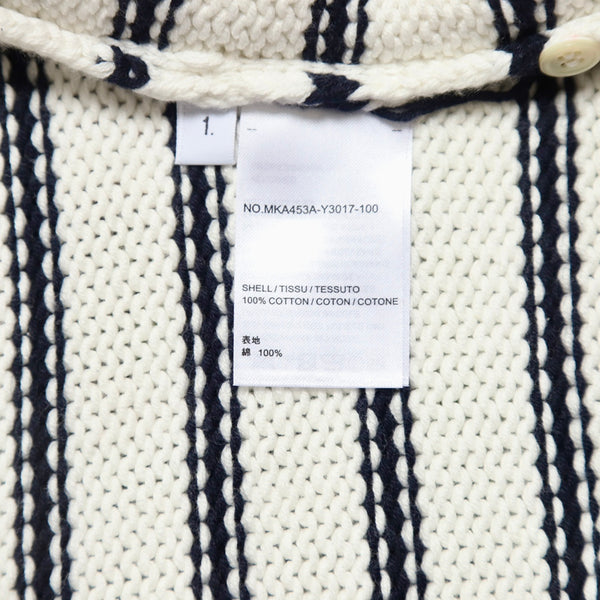 1.
NO.MKA453A-Y3017-100
SHELL / TISSU / TESSUTO
100% COTTON / COTON / COTONE
表地
綿 100%